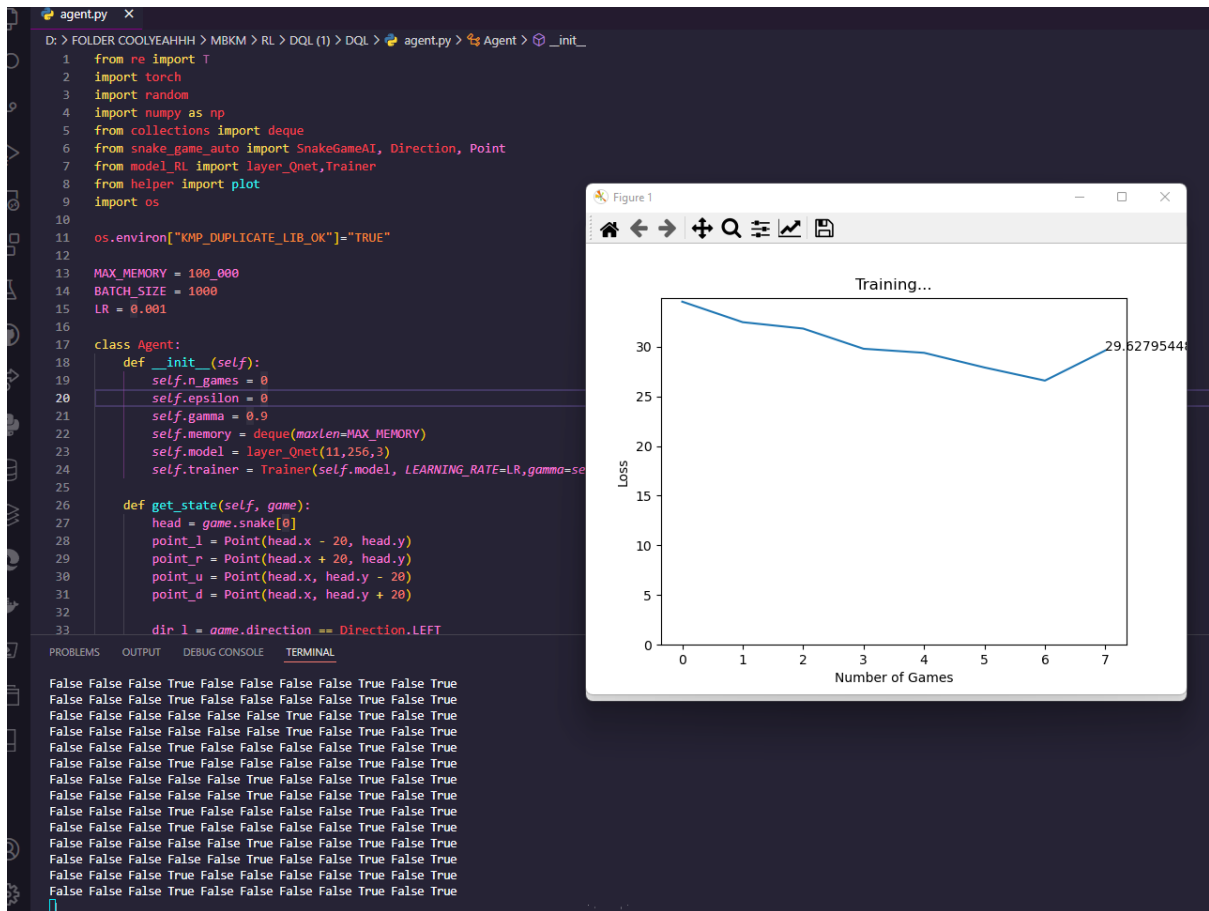 agent.py
D: > FOLDER COOLYEAHHH > MBKM > RL > DQL (1) > DQL > agent.py > Agent > __init__
1 from re import T
2 import torch
3 import random
4 import numpy as np
5 from collections import deque
6 from snake_game_auto import SnakeGameAI, Direction, Point
7 from model_RL import layer_Qnet,Trainer
8 from helper import plot
9 import os
10
11 os.environ["KMP_DUPLICATE_LIB_OK"]="TRUE"
12
13 MAX_MEMORY = 100_000
14 BATCH_SIZE = 1000
15 LR = 0.001
16
17 class Agent:
18 def __init__(self):
19 self.n_games = 0
20 self.epsilon = 0
21 self.gamma = 0.9
22 self.memory = deque(maxlen=MAX_MEMORY)
23 self.model = layer_Qnet(11,256,3)
24 self.trainer = Trainer(self.model, LEARNING_RATE=LR,gamma=se
25
26 def get_state(self, game):
27 head = game.snake[0]
28 point_l = Point(head.x - 20, head.y)
29 point_r = Point(head.x + 20, head.y)
30 point_u = Point(head.x, head.y - 20)
31 point_d = Point(head.x, head.y + 20)
32
33 dir_l = game.direction == Direction.LEFT
PROBLEMS OUTPUT DEBUG CONSOLE TERMINAL
False False False True False False False False True False True
False False False True False False False False True False True
False False False False False False True False True False True
False False False False False False True False True False True
False False False True False False False False True False True
False False False True False False False False True False True
False False False False False True False False True False True
False False False False False True False False True False True
False False False True False False False False True False True
False False False True False False False False True False True
False False False False False True False False True False True
False False False False False True False False True False True
False False False True False False False False True False True
False False False True False False False False True False True
Figure 1
Training...
29.62795448
30
25
20
15
10
5
0
Loss
0 1 2 3 4 5 6 7
Number of Games